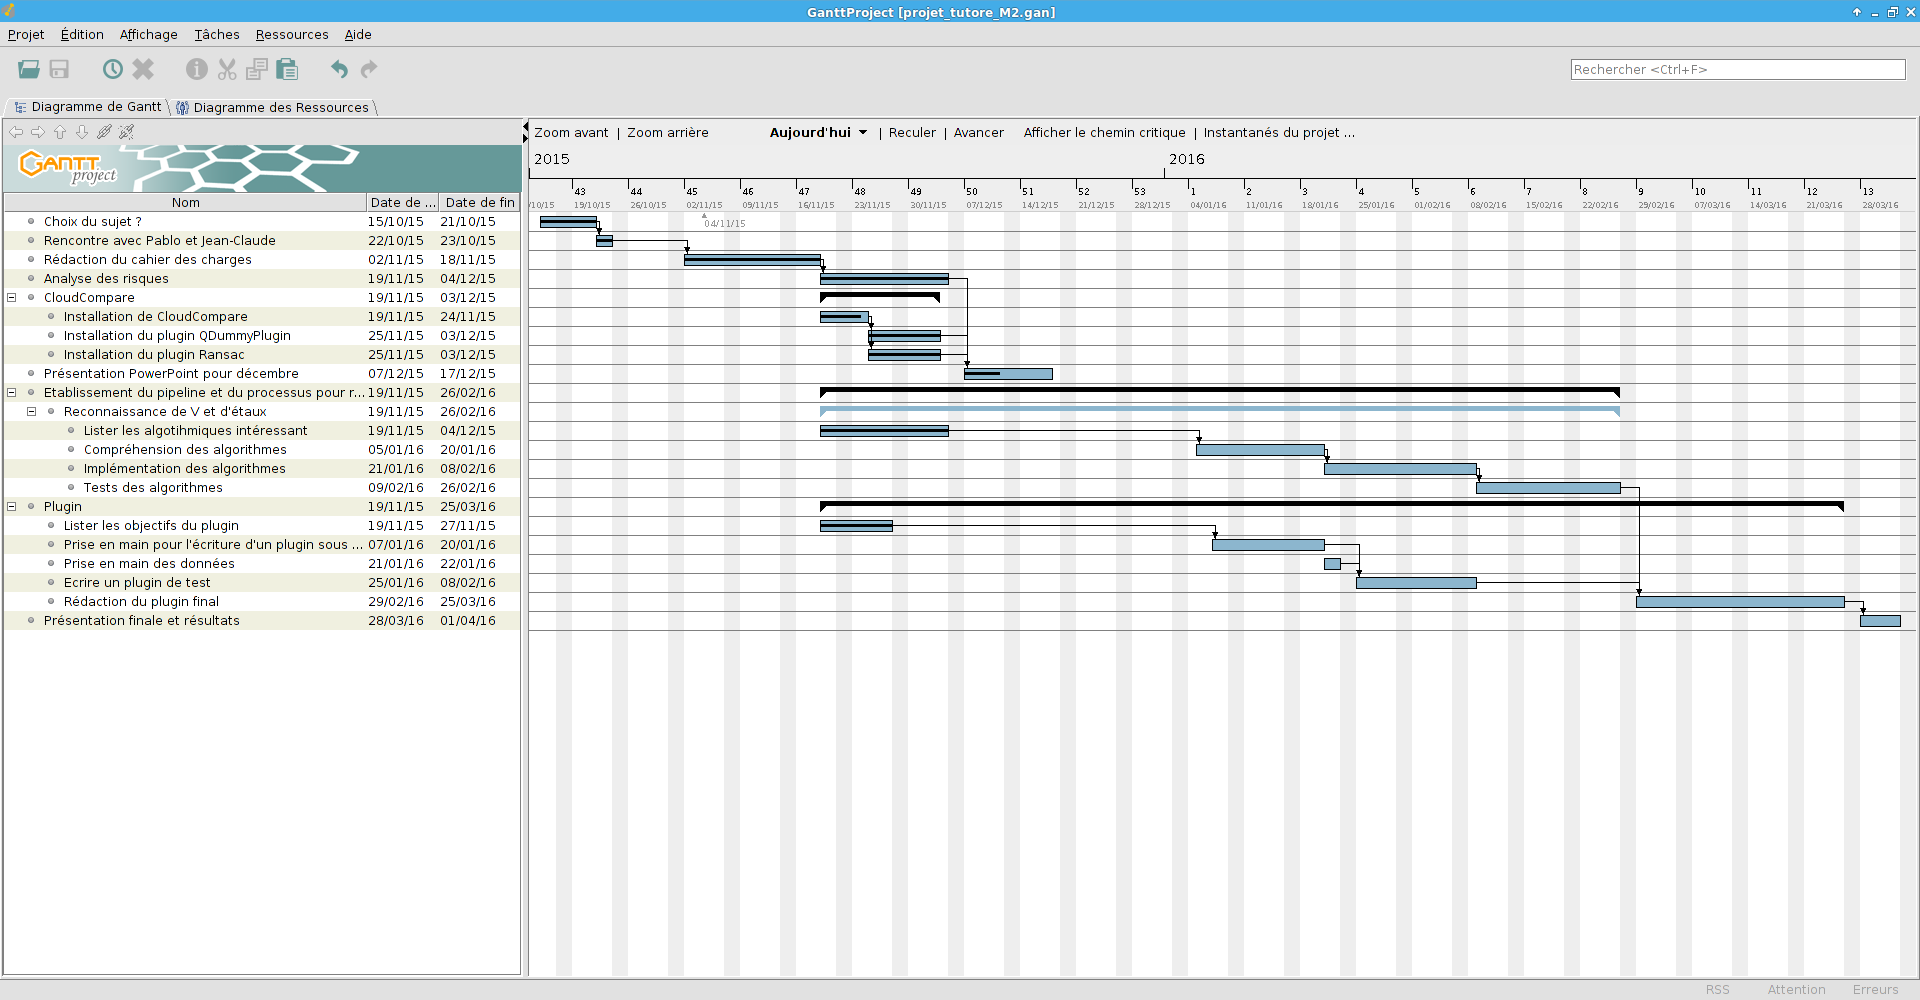 GanttProject [projet_tutore_M2.gan]
Projet Édition Affichage Tâches Ressources Aide
Rechercher <Ctrl+F>
Diagramme de Gantt Diagramme des Ressources
Zoom avant | Zoom arrière Aujourd'hui | Reculer | Avancer Afficher le chemin critique | Instantanés du projet ...
GANTT project
2015 2016
43 44 45 46 47 48 49 50 51 52 53 1 2 3 4 5 6 7 8 9 10 11 12 13
/10/15 19/10/15 26/10/15 02/11/15 09/11/15 16/11/15 23/11/15 30/11/15 07/12/15 14/12/15 21/12/15 28/12/15 04/01/16 11/01/16 18/01/16 25/01/16 01/02/16 08/02/16 15/02/16 22/02/16 29/02/16 07/03/16 14/03/16 21/03/16 28/03/16
04/11/15
Nom Date de ... Date de fin
Choix du sujet ? 15/10/15 21/10/15
Rencontre avec Pablo et Jean-Claude 22/10/15 23/10/15
Rédaction du cahier des charges 02/11/15 18/11/15
Analyse des risques 19/11/15 04/12/15
CloudCompare 19/11/15 03/12/15
Installation de CloudCompare 19/11/15 24/11/15
Installation du plugin QDummyPlugin 25/11/15 03/12/15
Installation du plugin Ransac 25/11/15 03/12/15
Présentation PowerPoint pour décembre 07/12/15 17/12/15
Etablissement du pipeline et du processus pour r... 19/11/15 26/02/16
Reconnaissance de V et d'étaux 19/11/15 26/02/16
Lister les algotihmiques intéressant 19/11/15 04/12/15
Compréhension des algorithmes 05/01/16 20/01/16
Implémentation des algorithmes 21/01/16 08/02/16
Tests des algorithmes 09/02/16 26/02/16
Plugin 19/11/15 25/03/16
Lister les objectifs du plugin 19/11/15 27/11/15
Prise en main pour l'écriture d'un plugin sous ... 07/01/16 20/01/16
Prise en main des données 21/01/16 22/01/16
Ecrire un plugin de test 25/01/16 08/02/16
Rédaction du plugin final 29/02/16 25/03/16
Présentation finale et résultats 28/03/16 01/04/16
RSS Attention Erreurs